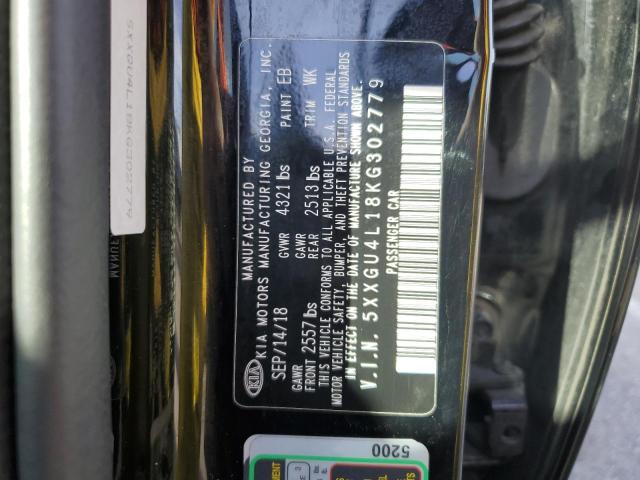 KIA
MANUFACTURED BY
KIA MOTORS MANUFACTURING GEORGIA, INC.
SEP/14/18 GVWR 4321 lbs PAINT EB
GAWR FRONT 2557 lbs GAWR REAR 2513 lbs TRIM WK
THIS VEHICLE CONFORMS TO ALL APPLICABLE U.S.A. FEDERAL
MOTOR VEHICLE SAFETY, BUMPER, AND THEFT PREVENTION STANDARDS
IN EFFECT ON THE DATE OF MANUFACTURE SHOWN ABOVE.
V.I.N. 5XXGU4L18KG302779
PASSENGER CAR
5XXGU4L18KG302779
5200